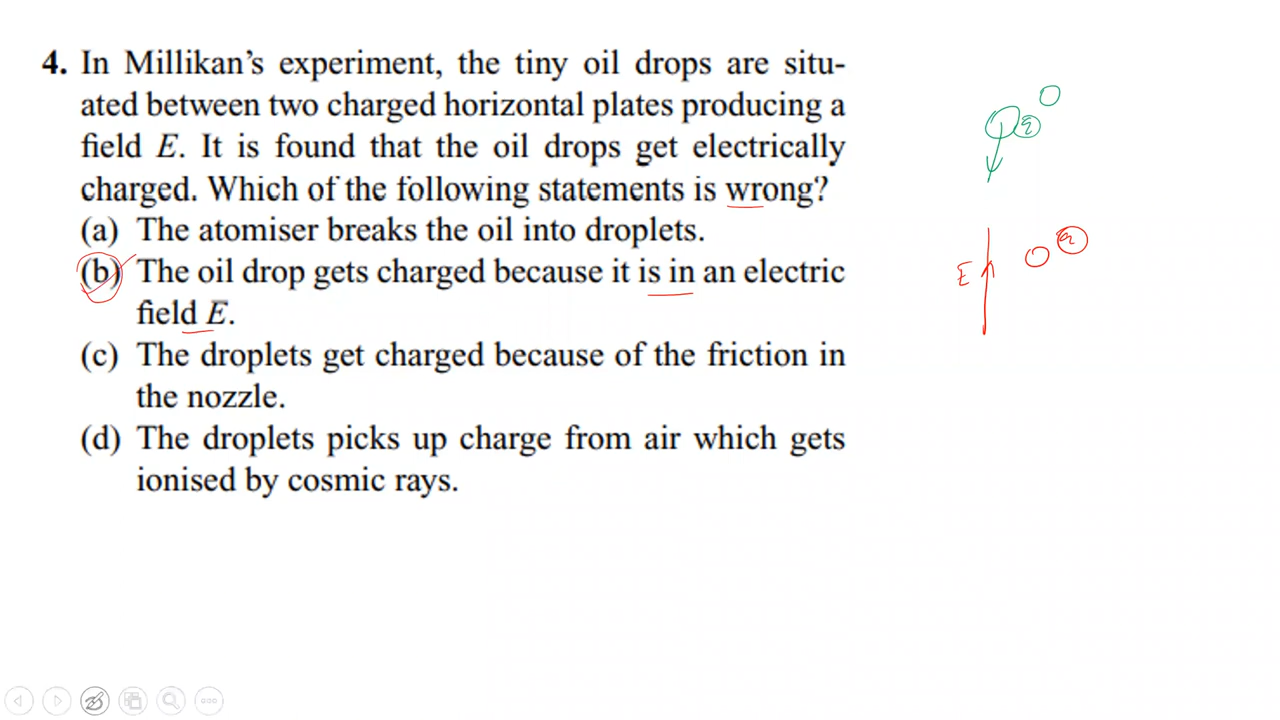 4. In Millikan's experiment, the tiny oil drops are situ-
ated between two charged horizontal plates producing a
field E. It is found that the oil drops get electrically
charged. Which of the following statements is wrong?
(a) The atomiser breaks the oil into droplets.
(b) The oil drop gets charged because it is in an electric
field E.
(c) The droplets get charged because of the friction in
the nozzle.
(d) The droplets picks up charge from air which gets
ionised by cosmic rays.
E